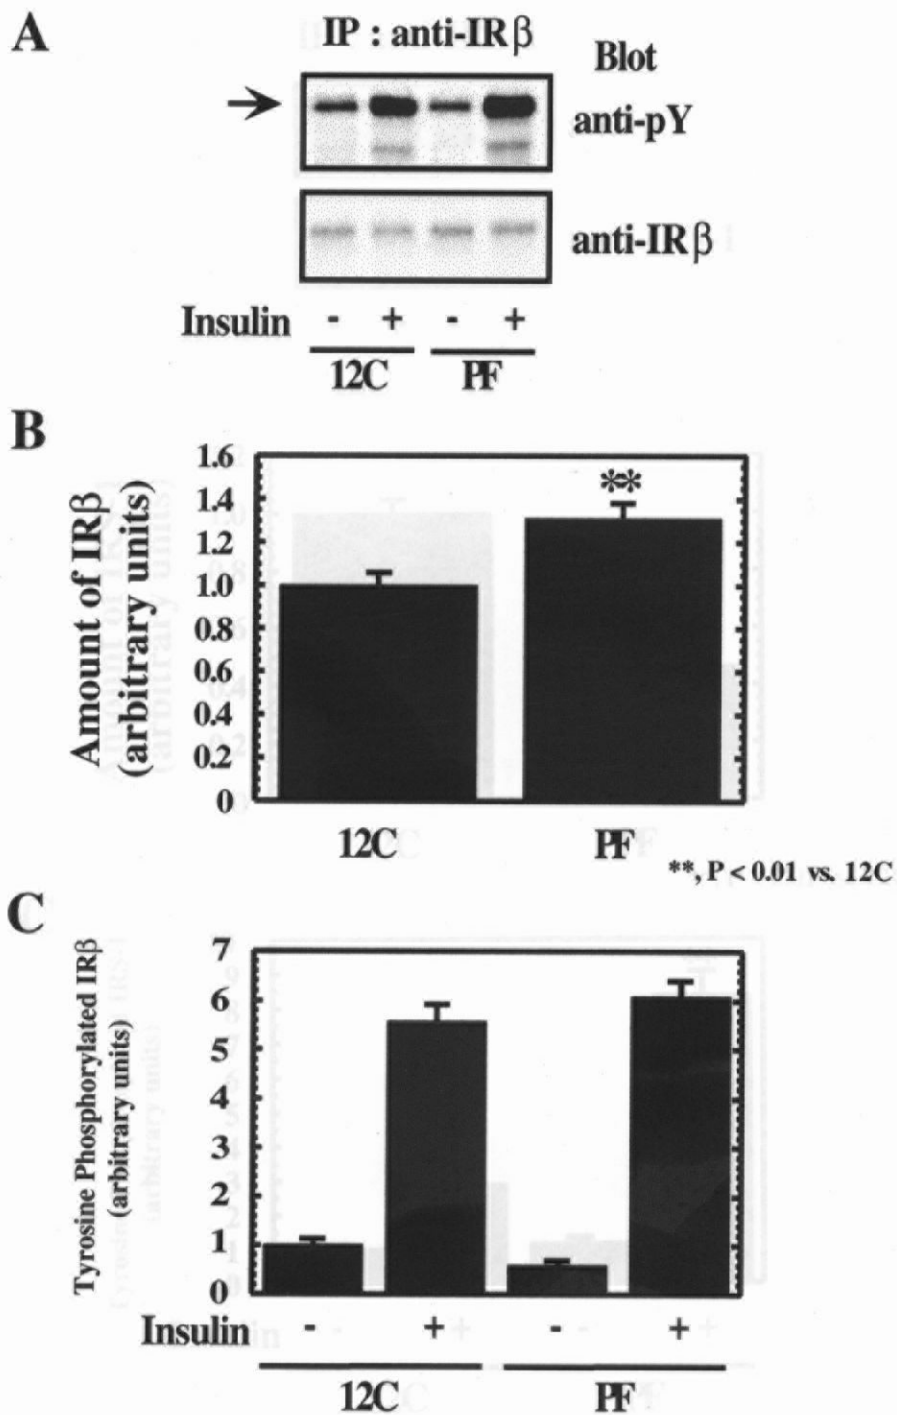 A
IP : anti-IRβ
Blot
anti-pY
anti-IRβ
Insulin - + - +
12C PF
B
Amount of IRβ
(arbitrary units)
1.6
1.4
1.2
1.0
0.8
0.6
0.4
0.2
0
**
12C PF
**, P < 0.01 vs. 12C
C
Tyrosine Phosphorylated IRβ
(arbitrary units)
7
6
5
4
3
2
1
0
Insulin - + - +
12C PF